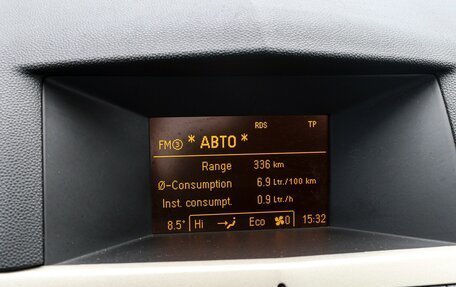 RDS TP
FM③ * АВТО *
Range 336 km
Ø-Consumption 6.9 Ltr./100 km
Inst. consumpt. 0.9 Ltr./h
8.5° Hi Eco 0 15:32